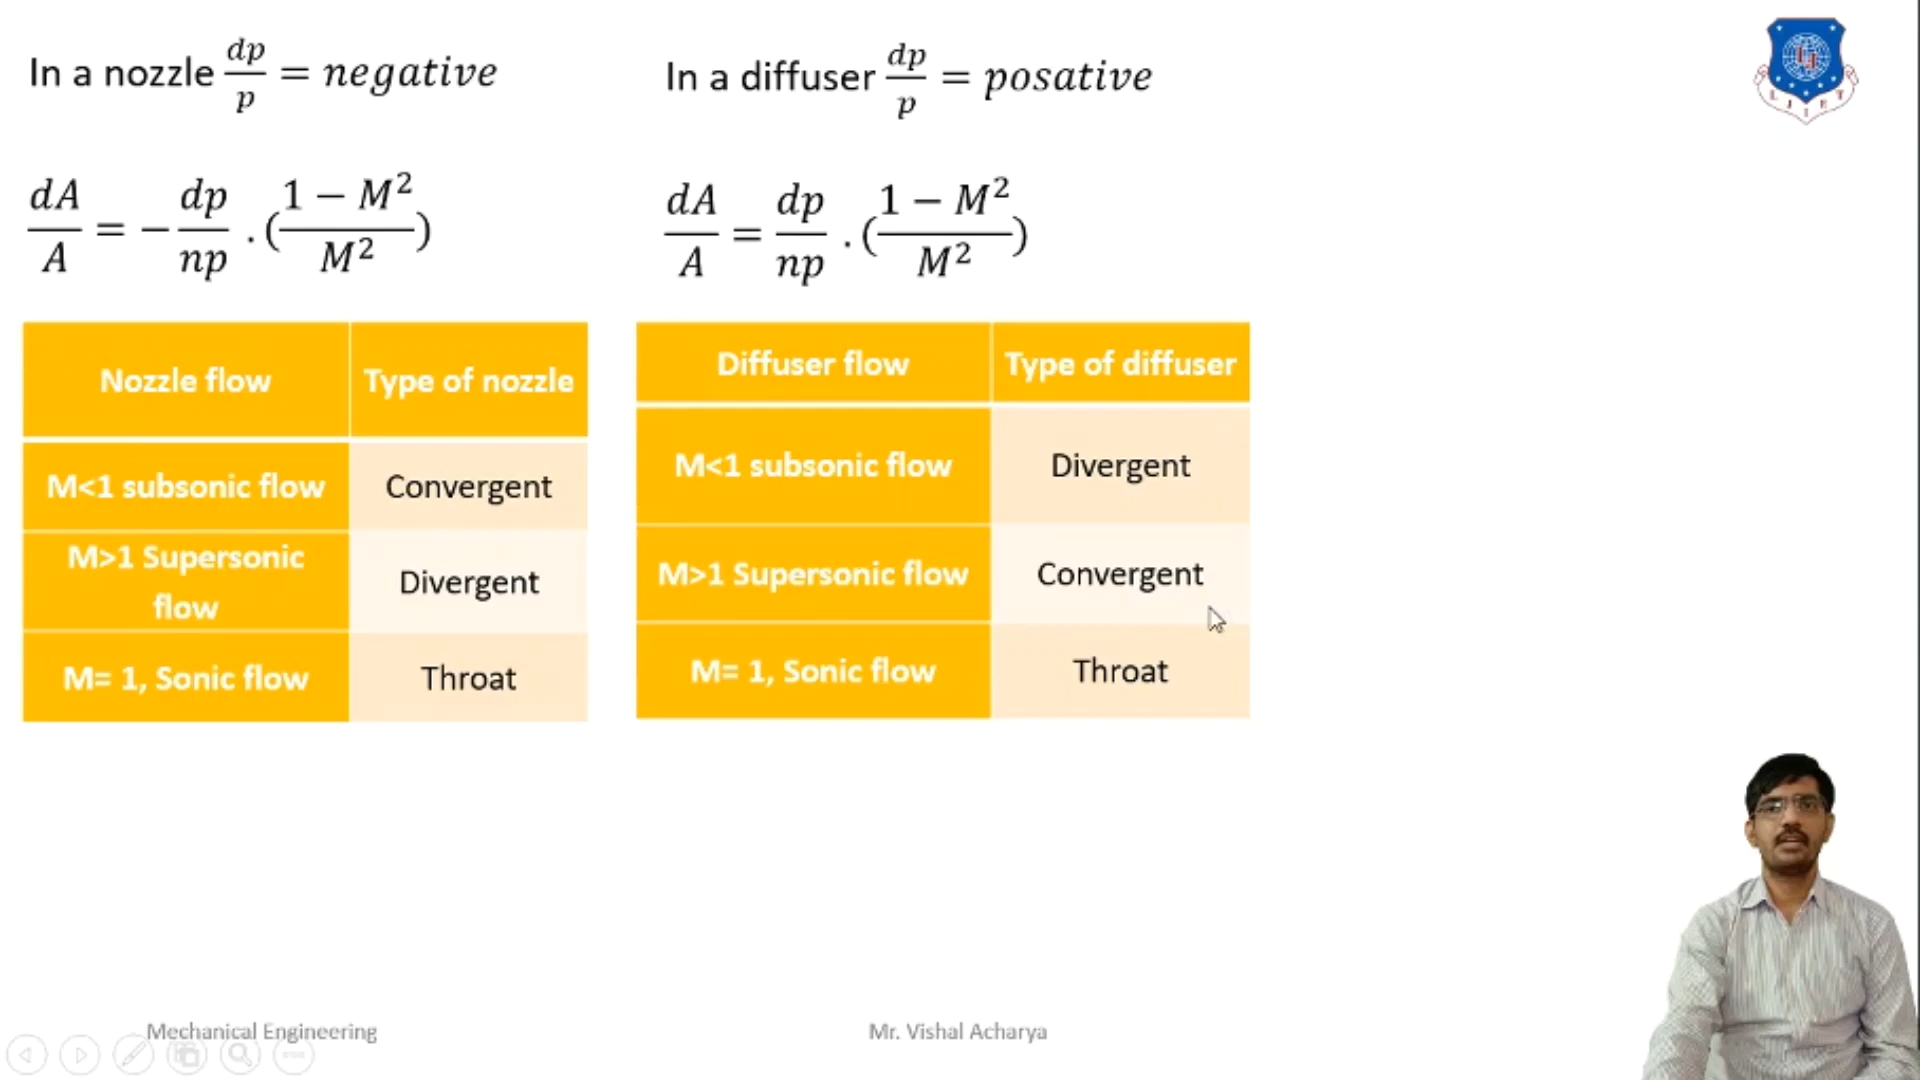 In a nozzle dp/p = negative
In a diffuser dp/p = posative
dA/A = −dp/np .(1 − M²/M²)
dA/A = dp/np .(1 − M²/M²)
Nozzle flow Type of nozzle
M<1 subsonic flow Convergent
M>1 Supersonic
flow
Divergent
M= 1, Sonic flow Throat
Diffuser flow Type of diffuser
M<1 subsonic flow Divergent
M>1 Supersonic flow Convergent
M= 1, Sonic flow Throat
LJIET
Mechanical Engineering
Mr. Vishal Acharya